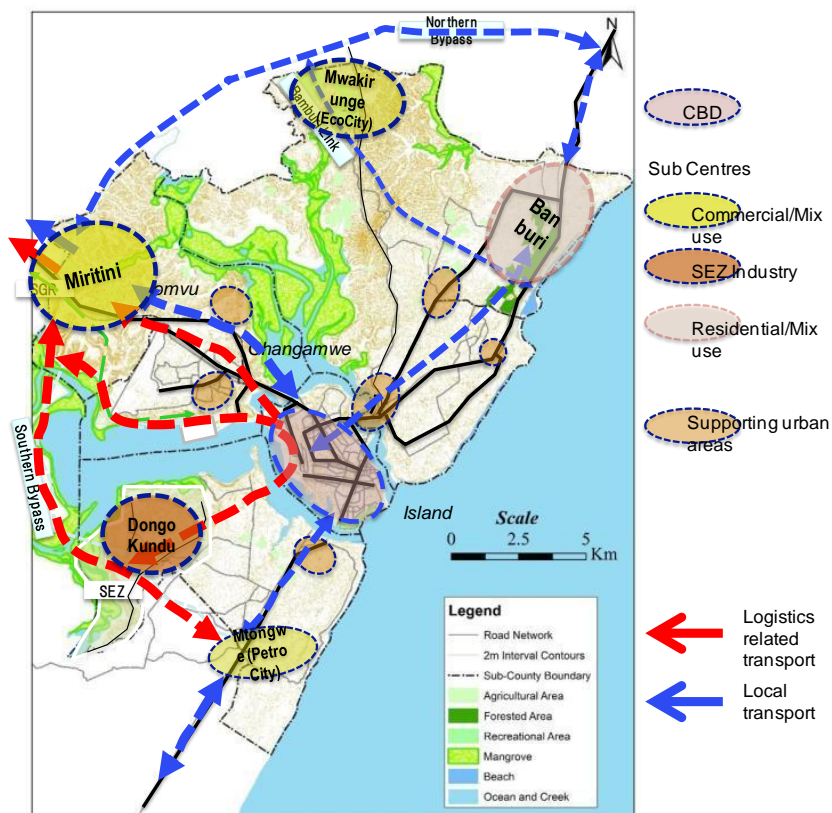 Northern
Bypass
N
Mwakir
unge
(EcoCity)
Link
Ban
buri
Miritini
SGR
omvu
Changamwe
Southern Bypass
Dongo
Kundu
SEZ
Island
Mtongw
e (Petro
City)
Scale
0 2.5 5
Km
Legend
Road Network
2m Interval Contours
Sub-County Boundary
Agricultural Area
Forested Area
Recreational Area
Mangrove
Beach
Ocean and Creek
CBD
Sub Centres
Commercial/Mix
use
SEZ Industry
Residential/Mix
use
Supporting urban
areas
Logistics
related
transport
Local
transport